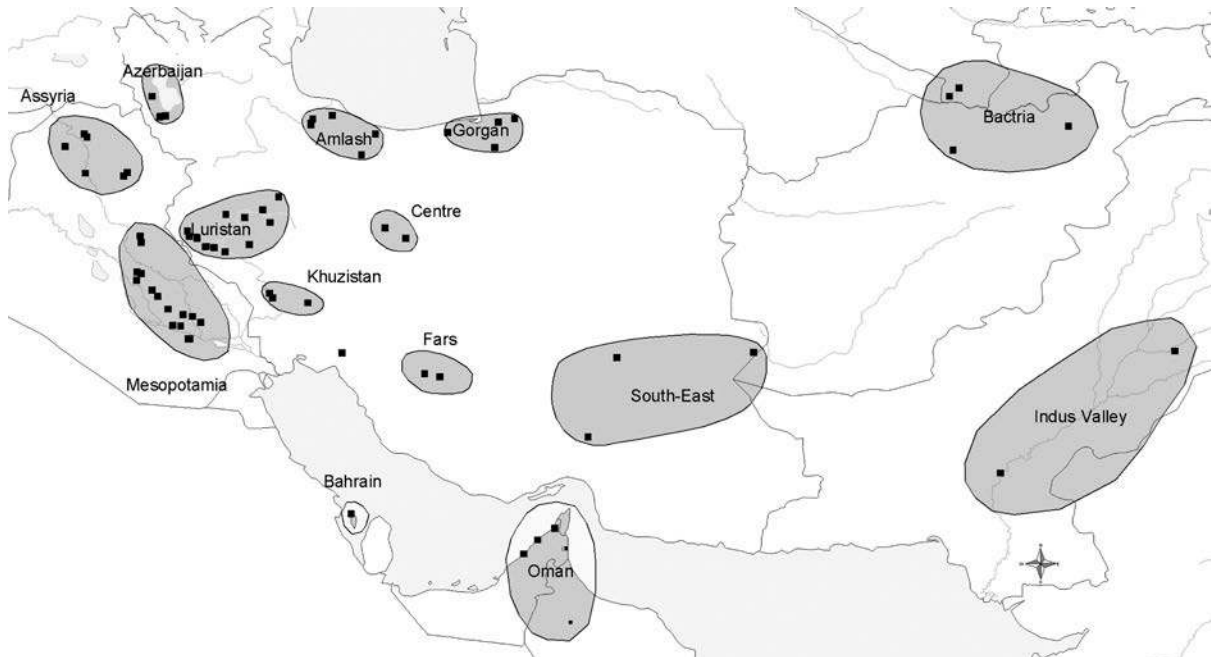 Azerbaijan
Assyria
Amlash
Gorgan
Bactria
Luristan
Centre
Khuzistan
Fars
Mesopotamia
South-East
Indus Valley
Bahrain
Oman